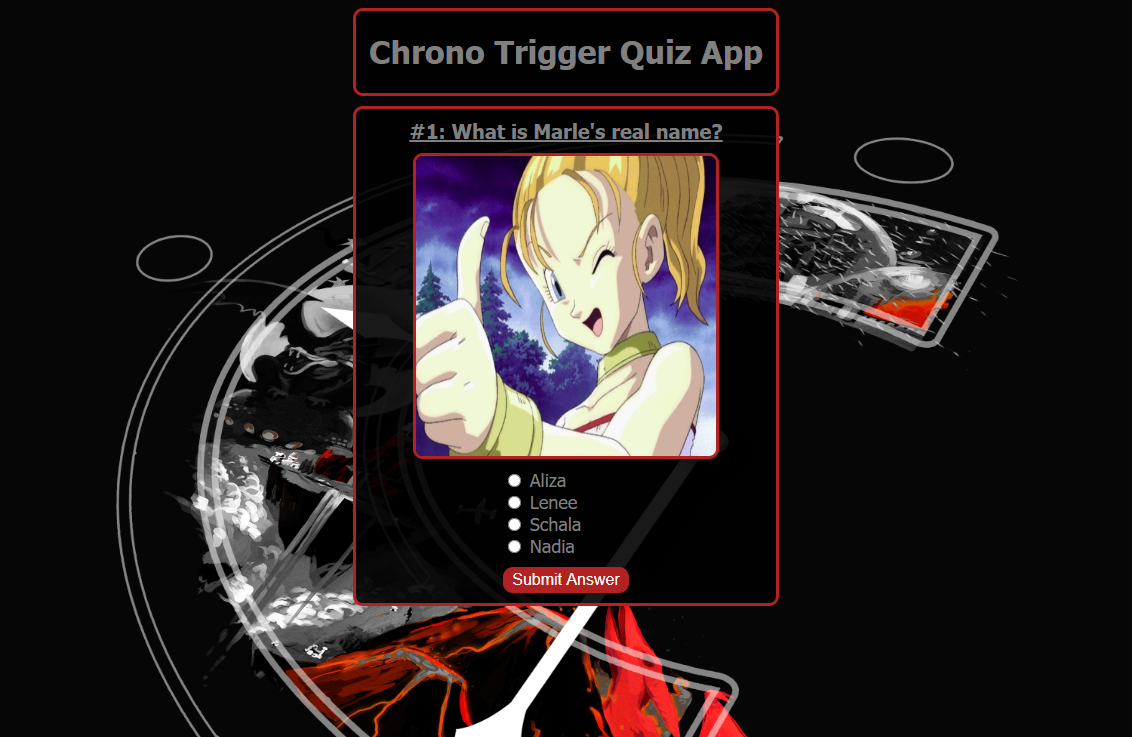 Chrono Trigger Quiz App
#1: What is Marle's real name?
Aliza
Lenee
Schala
Nadia
Submit Answer